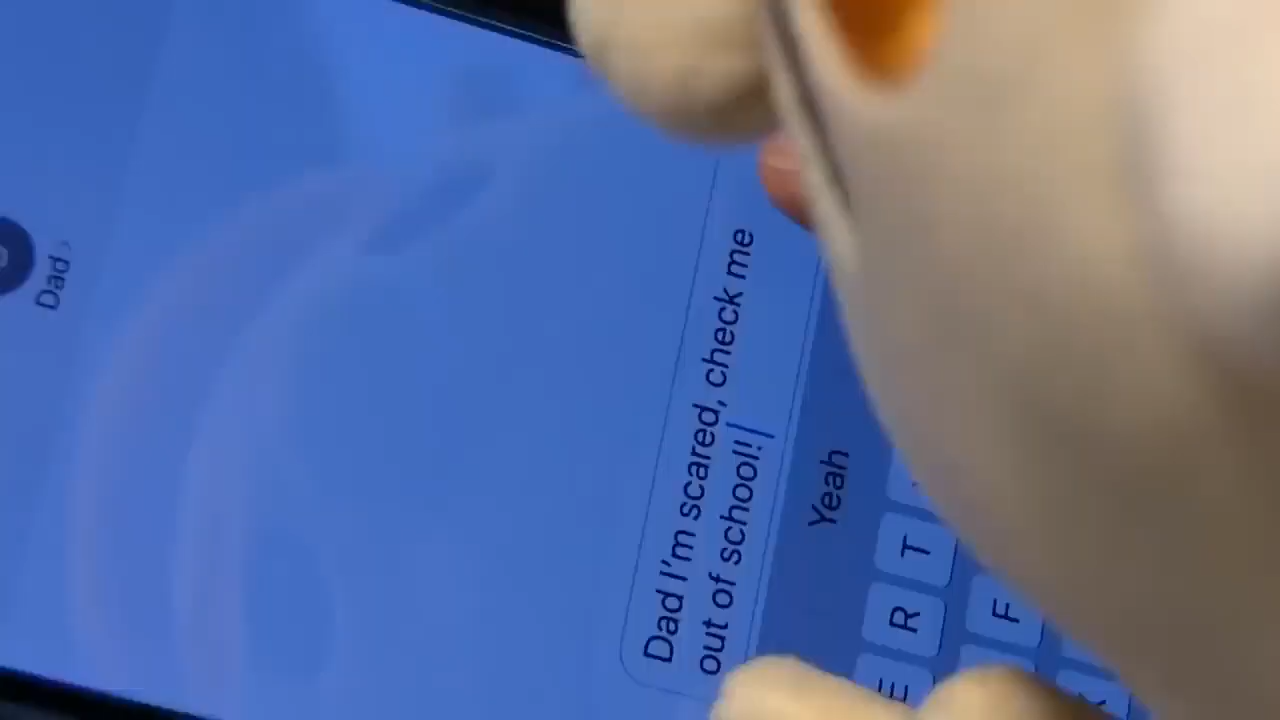 Dad
Dad I'm scared, check me
out of school!
Yeah
E R T
F